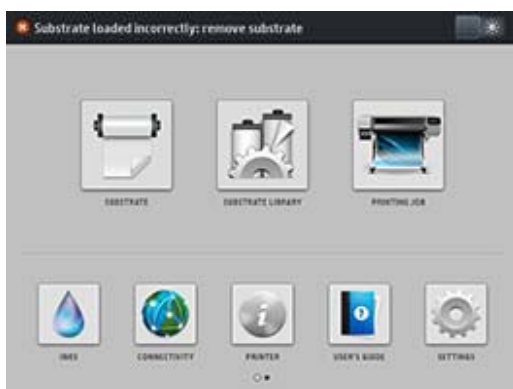 Substrate loaded incorrectly: remove substrate
SUBSTRATE
SUBSTRATE LIBRARY
PRINTING JOB
INKS
CONNECTIVITY
PRINTER
USER'S GUIDE
SETTINGS